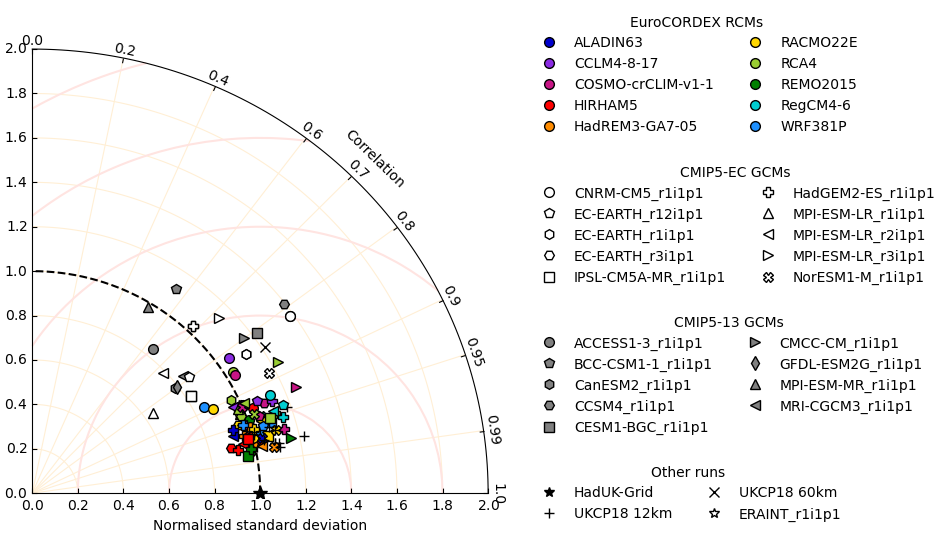 EuroCORDEX RCMs
ALADIN63 RACMO22E
CCLM4-8-17 RCA4
COSMO-crCLIM-v1-1 REMO2015
HIRHAM5 RegCM4-6
HadREM3-GA7-05 WRF381P
CMIP5-EC GCMs
CNRM-CM5_r1i1p1 HadGEM2-ES_r1i1p1
EC-EARTH_r12i1p1 MPI-ESM-LR_r1i1p1
EC-EARTH_r1i1p1 MPI-ESM-LR_r2i1p1
EC-EARTH_r3i1p1 MPI-ESM-LR_r3i1p1
IPSL-CM5A-MR_r1i1p1 NorESM1-M_r1i1p1
CMIP5-13 GCMs
ACCESS1-3_r1i1p1 CMCC-CM_r1i1p1
BCC-CSM1-1_r1i1p1 GFDL-ESM2G_r1i1p1
CanESM2_r1i1p1 MPI-ESM-MR_r1i1p1
CCSM4_r1i1p1 MRI-CGCM3_r1i1p1
CESM1-BGC_r1i1p1
Other runs
HadUK-Grid UKCP18 60km
UKCP18 12km ERAINT_r1i1p1
2.0
1.8
1.6
1.4
1.2
1.0
0.8
0.6
0.4
0.2
0.0
0.0 0.2 0.4 0.6 0.8 1.0 1.2 1.4 1.6 1.8 2.0
Normalised standard deviation
0.0
0.2
0.4
0.6
Correlation
0.7
0.8
0.9
0.95
0.99
1.0